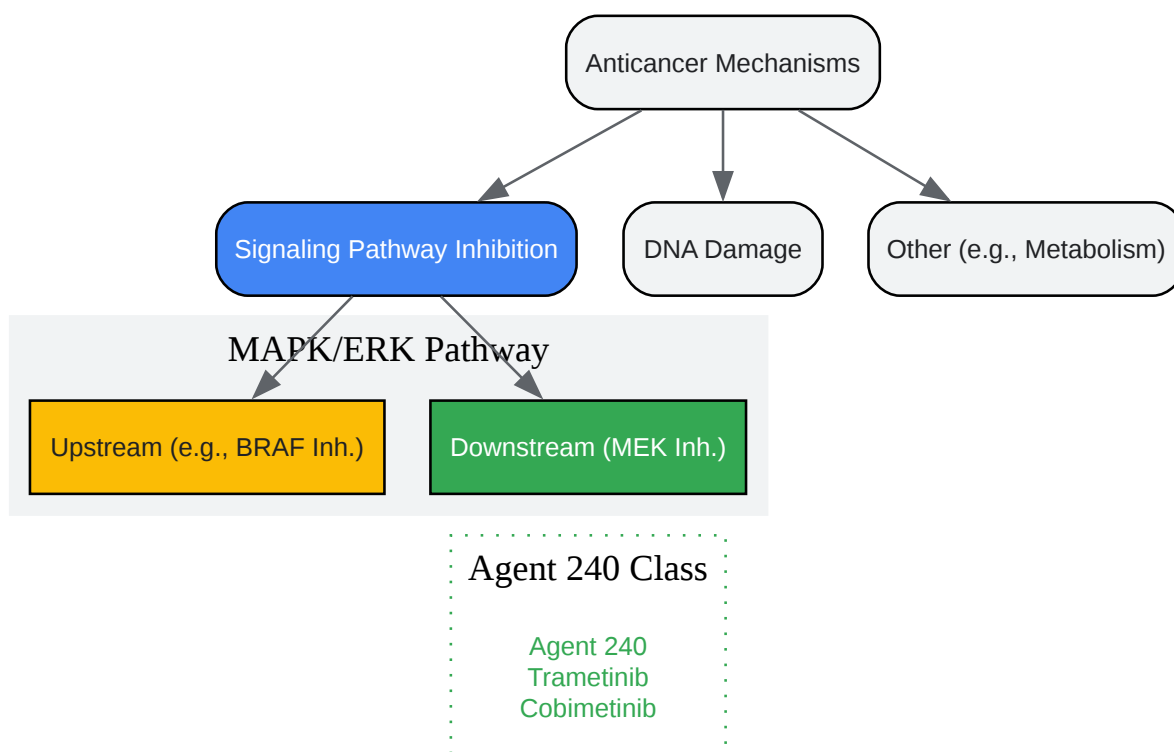 Anticancer Mechanisms
Signaling Pathway Inhibition
DNA Damage
Other (e.g., Metabolism)
MAPK/ERK Pathway
Upstream (e.g., BRAF Inh.)
Downstream (MEK Inh.)
Agent 240 Class
Agent 240
Trametinib
Cobimetinib